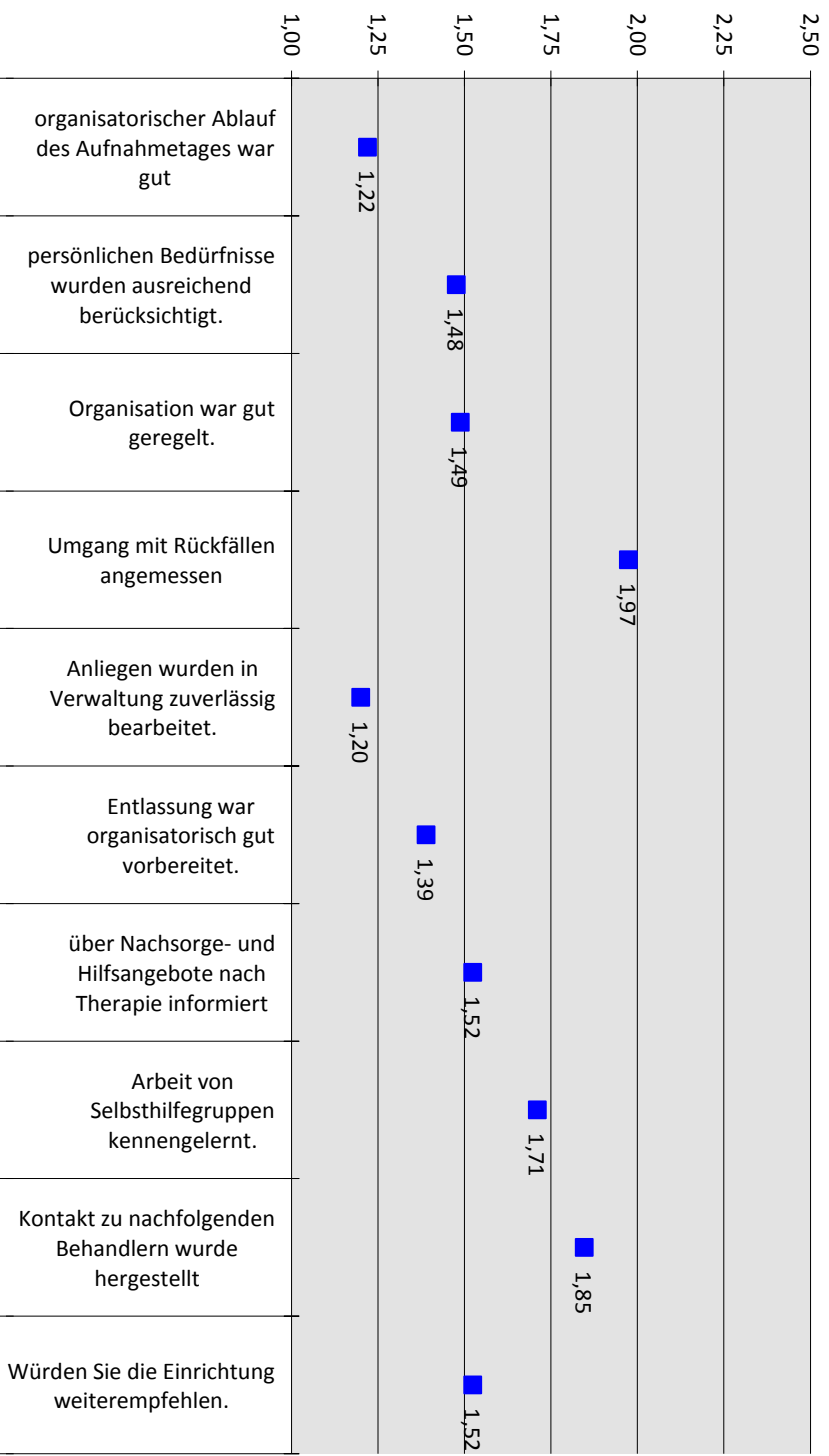 1,00
1,25
1,50
1,75
2,00
2,25
2,50
organisatorischer Ablauf
des Aufnahmetages war
gut
1,22
persönlichen Bedürfnisse
wurden ausreichend
berücksichtigt.
1,48
Organisation war gut
geregelt.
1,49
Umgang mit Rückfällen
angemessen
1,97
Anliegen wurden in
Verwaltung zuverlässig
bearbeitet.
1,20
Entlassung war
organisatorisch gut
vorbereitet.
1,39
über Nachsorge- und
Hilfsangebote nach
Therapie informiert
1,52
Arbeit von
Selbsthilfegruppen
kennengelernt.
1,71
Kontakt zu nachfolgenden
Behandlern wurde
hergestellt
1,85
Würden Sie die Einrichtung
weiterempfehlen.
1,52